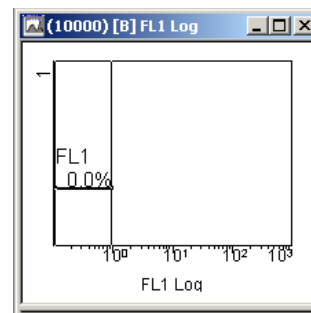 (10000) [B] FL1 Log
1
FL1
0.0%
10⁰ 10¹ 10² 10³
FL1 Log